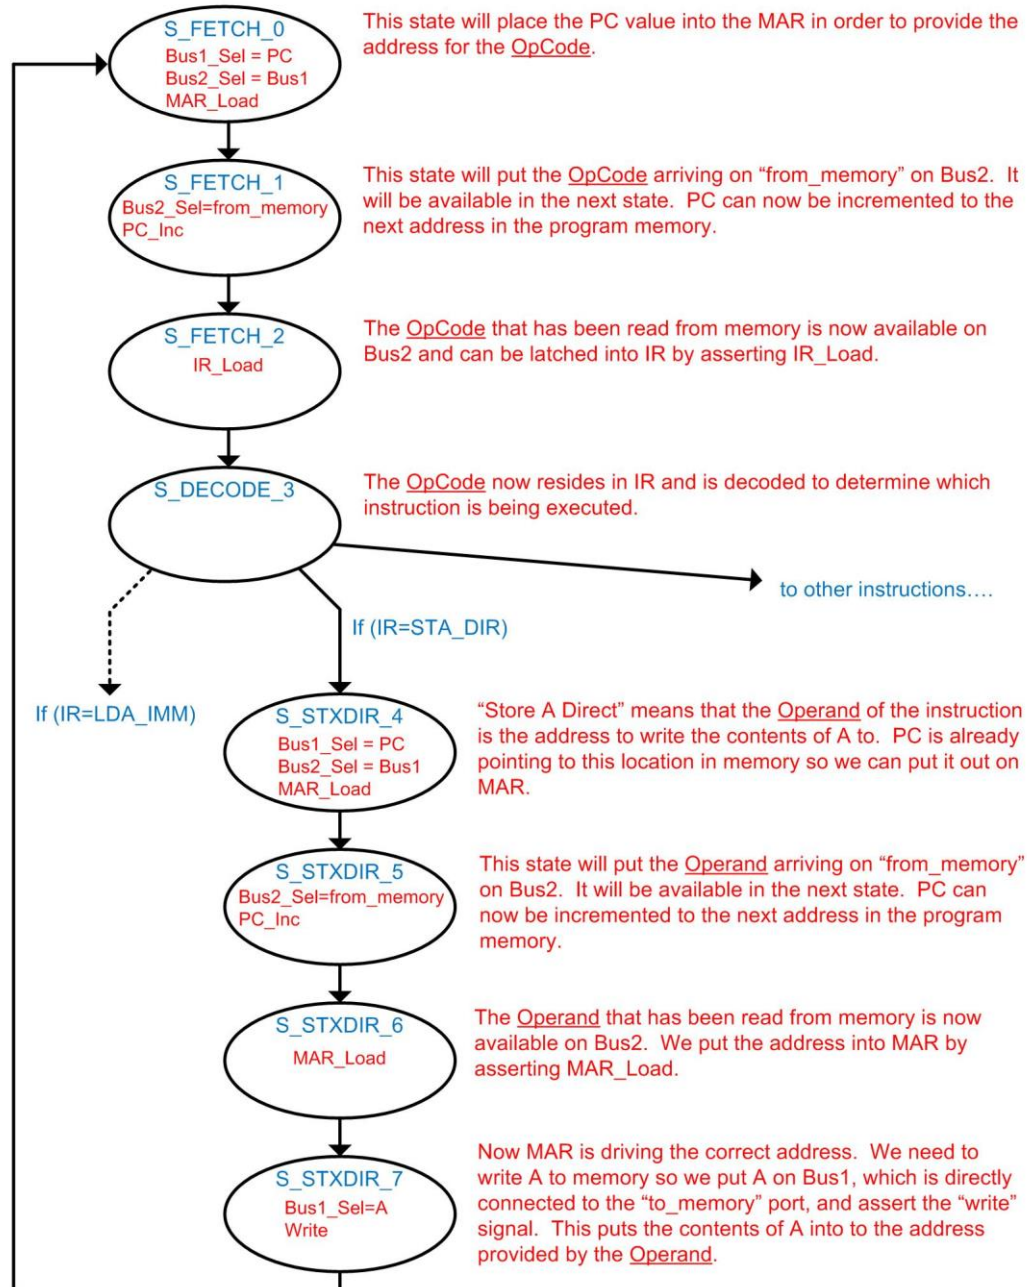 S_FETCH_0
Bus1_Sel = PC
Bus2_Sel = Bus1
MAR_Load
This state will place the PC value into the MAR in order to provide the
address for the OpCode.
S_FETCH_1
Bus2_Sel=from_memory
PC_Inc
This state will put the OpCode arriving on “from_memory” on Bus2.  It
will be available in the next state.  PC can now be incremented to the
next address in the program memory.
S_FETCH_2
IR_Load
The OpCode that has been read from memory is now available on
Bus2 and can be latched into IR by asserting IR_Load.
S_DECODE_3
The OpCode now resides in IR and is decoded to determine which
instruction is being executed.
to other instructions….
If (IR=STA_DIR)
If (IR=LDA_IMM)
S_STXDIR_4
Bus1_Sel = PC
Bus2_Sel = Bus1
MAR_Load
“Store A Direct” means that the Operand of the instruction
is the address to write the contents of A to.  PC is already
pointing to this location in memory so we can put it out on
MAR.
S_STXDIR_5
Bus2_Sel=from_memory
PC_Inc
This state will put the Operand arriving on “from_memory”
on Bus2.  It will be available in the next state.  PC can
now be incremented to the next address in the program
memory.
S_STXDIR_6
MAR_Load
The Operand that has been read from memory is now
available on Bus2.  We put the address into MAR by
asserting MAR_Load.
S_STXDIR_7
Bus1_Sel=A
Write
Now MAR is driving the correct address.  We need to
write A to memory so we put A on Bus1, which is directly
connected to the “to_memory” port, and assert the “write”
signal.  This puts the contents of A into to the address
provided by the Operand.